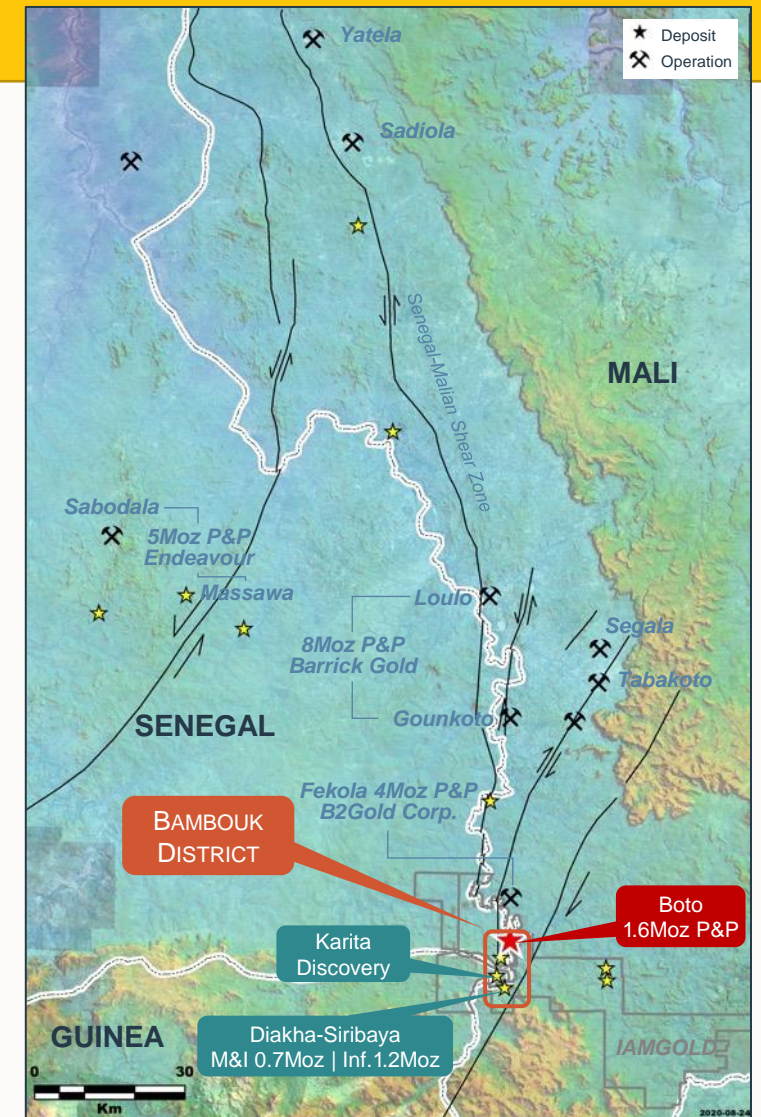 Deposit
Operation
Yatela
Sadiola
Senegal-Malian Shear Zone
MALI
Sabodala
5Moz P&P
Endeavour
Massawa
Loulo
8Moz P&P
Barrick Gold
Gounkoto
Segala
Tabakoto
SENEGAL
Fekola 4Moz P&P
B2Gold Corp.
BAMBOUK
DISTRICT
Boto
1.6Moz P&P
Karita
Discovery
Diakha-Siribaya
M&I 0.7Moz | Inf.1.2Moz
GUINEA
IAMGOLD
0 30
Km
2020-08-24